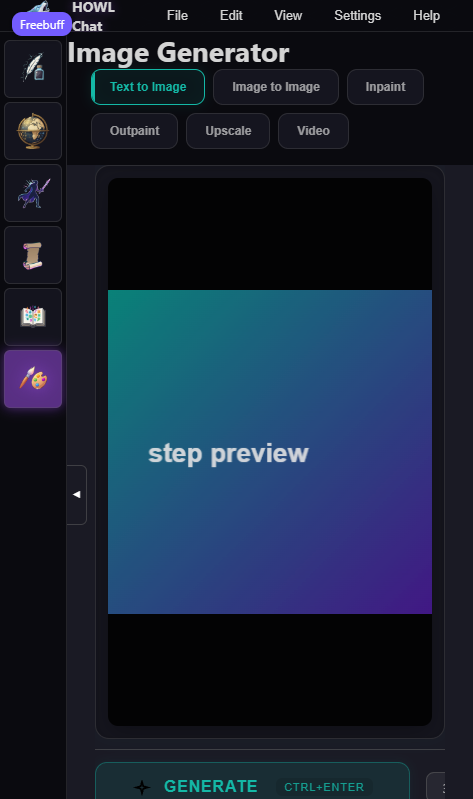 HOWL
Chat
File
Edit
View
Settings
Help
Freebuff
Image Generator
Text to Image
Image to Image
Inpaint
Outpaint
Upscale
Video
step preview
GENERATE
CTRL+ENTER